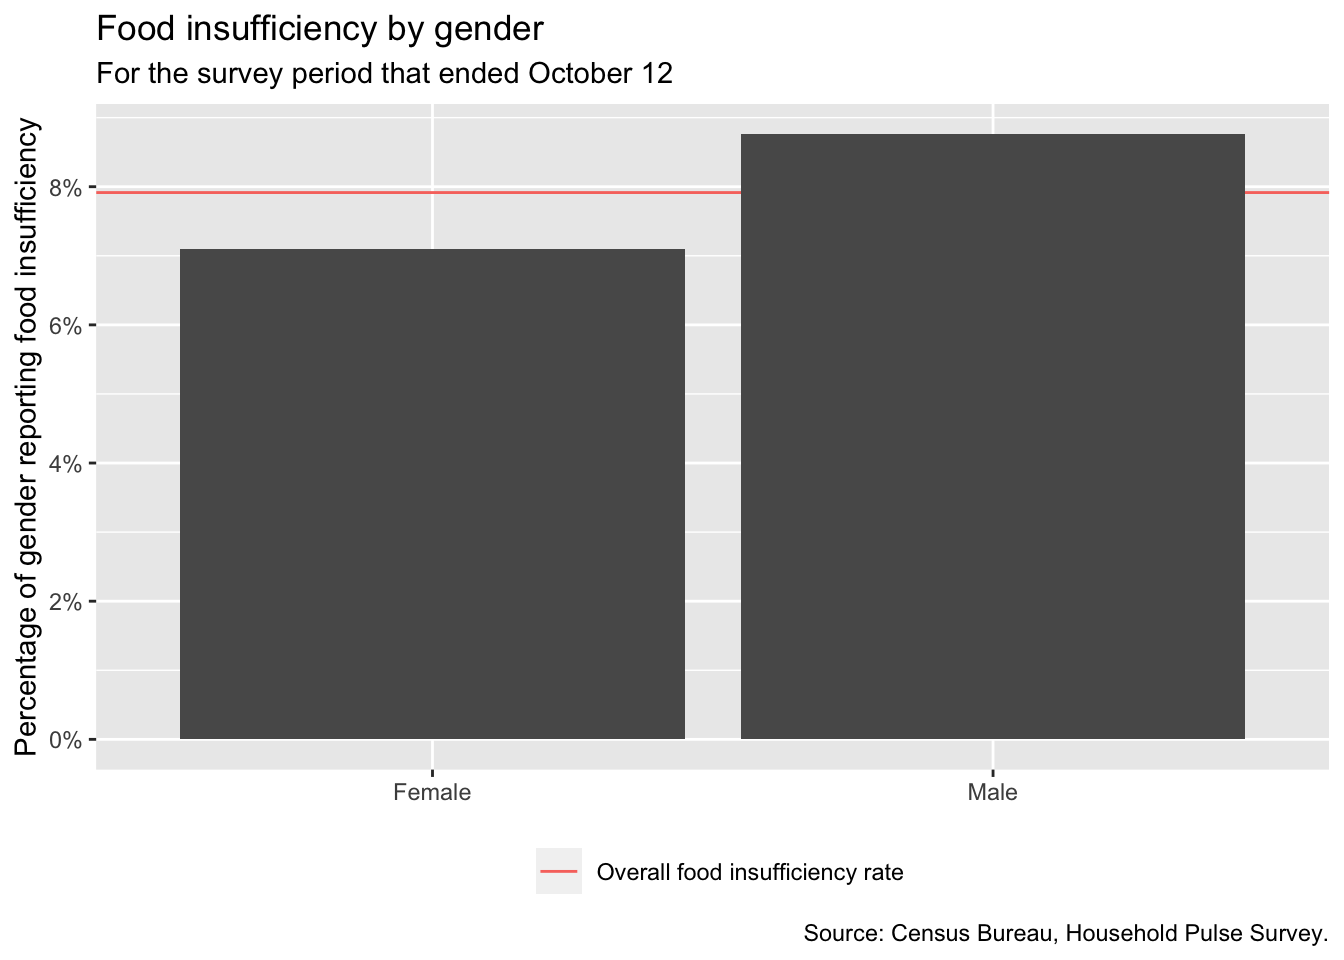 Food insufficiency by gender
For the survey period that ended October 12
Percentage of gender reporting food insufficiency
8%
6%
4%
2%
0%
Female
Male
Overall food insufficiency rate
Source: Census Bureau, Household Pulse Survey.